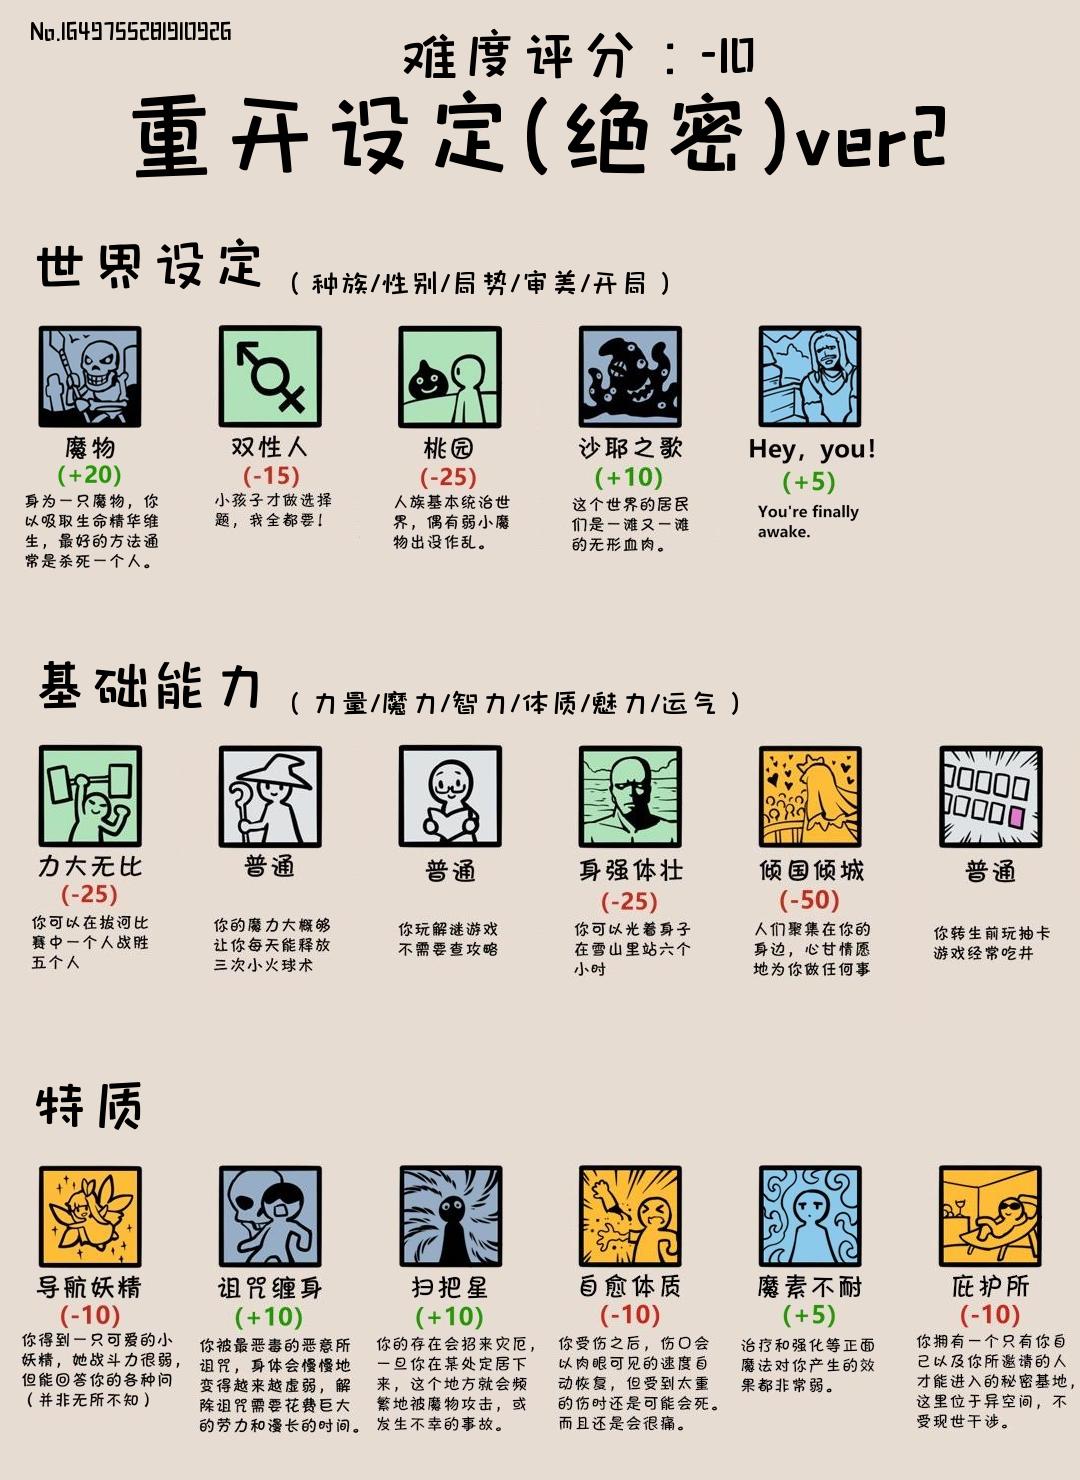 No.1649755281910926
难度评分：-10
重开设定(绝密)ver2
世界设定 （种族/性别/局势/审美/开局）
魔物
(+20)
身为一只魔物，你
以吸取生命精华维
生，最好的方法通
常是杀死一个人。
双性人
(-15)
小孩子才做选择
题，我全都要！
桃园
(-25)
人族基本统治世
界，偶有弱小魔
物出没作乱。
沙耶之歌
(+10)
这个世界的居民
们是一滩又一滩
的无形血肉。
Hey, you!
(+5)
You're finally
awake.
基础能力 （力量/魔力/智力/体质/魅力/运气）
力大无比
(-25)
你可以在拔河比
赛中一个人战胜
五个人
普通
你的魔力大概够
让你每天能释放
三次小火球术
普通
你玩解谜游戏
不需要查攻略
身强体壮
(-25)
你可以光着身子
在雪山里站六个
小时
倾国倾城
(-50)
人们聚集在你的
身边，心甘情愿
地为你做任何事
普通
你转生前玩抽卡
游戏经常吃井
特质
导航妖精
(-10)
你得到一只可爱的小
妖精，她战斗力很弱，
但能回答你的各种问
（并非无所不知）
诅咒缠身
(+10)
你被最恶毒的恶意所
诅咒，身体会慢慢地
变得越来越虚弱，解
除诅咒需要花费巨大
的劳力和漫长的时间。
扫把星
(+10)
你的存在会招来灾厄，
一旦你在某处定居下
来，这个地方就会频
繁地被魔物攻击，或
发生不幸的事故。
自愈体质
(-10)
你受伤之后，伤口会
以肉眼可见的速度自
动恢复，但受到太重
的伤时还是可能会死。
而且还是会很痛。
魔素不耐
(+5)
治疗和强化等正面
魔法对你产生的效
果都非常弱。
庇护所
(-10)
你拥有一个只有你自
己以及你所邀请的人
才能进入的秘密基地，
这里位于异空间，不
受现世干涉。